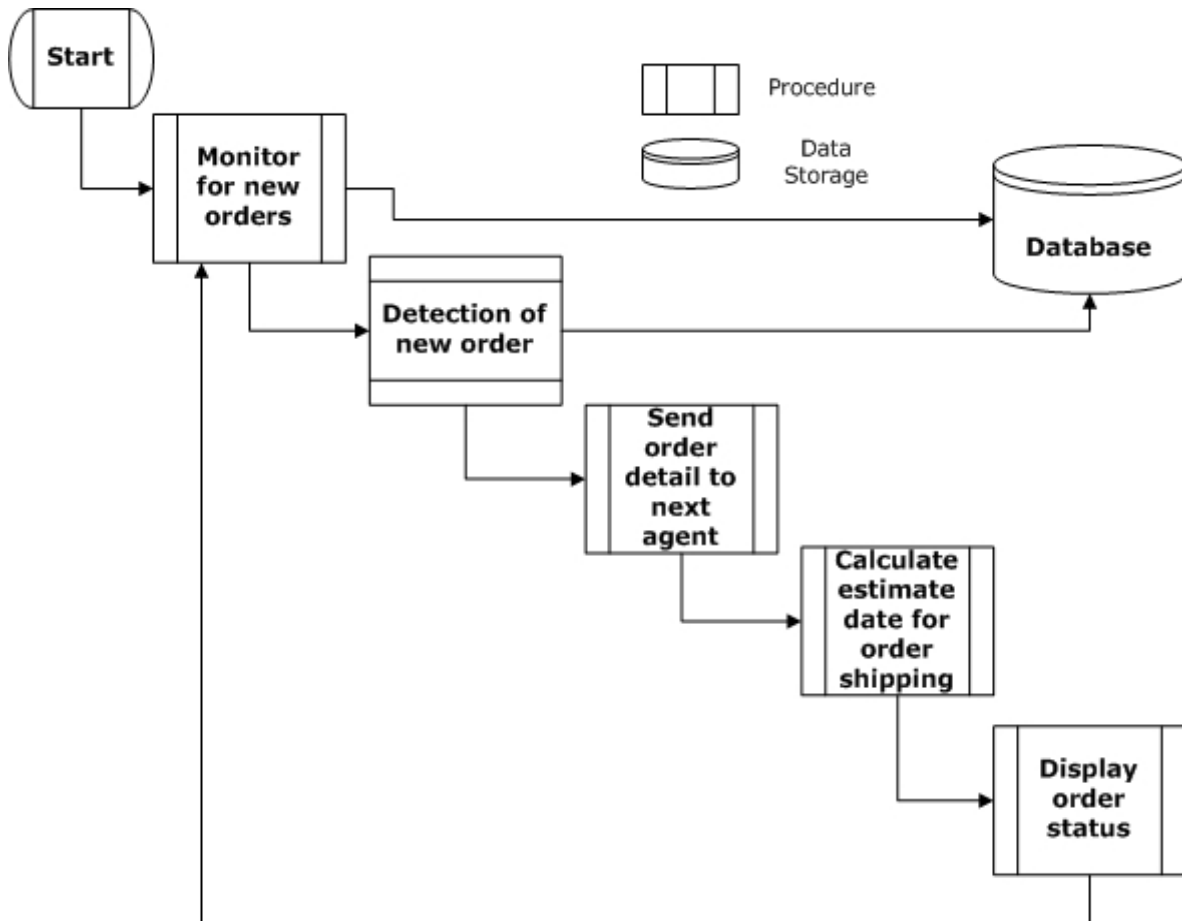 Start
Procedure
Data
Storage
Monitor
for new
orders
Database
Detection of
new order
Send
order
detail to
next
agent
Calculate
estimate
date for
order
shipping
Display
order
status